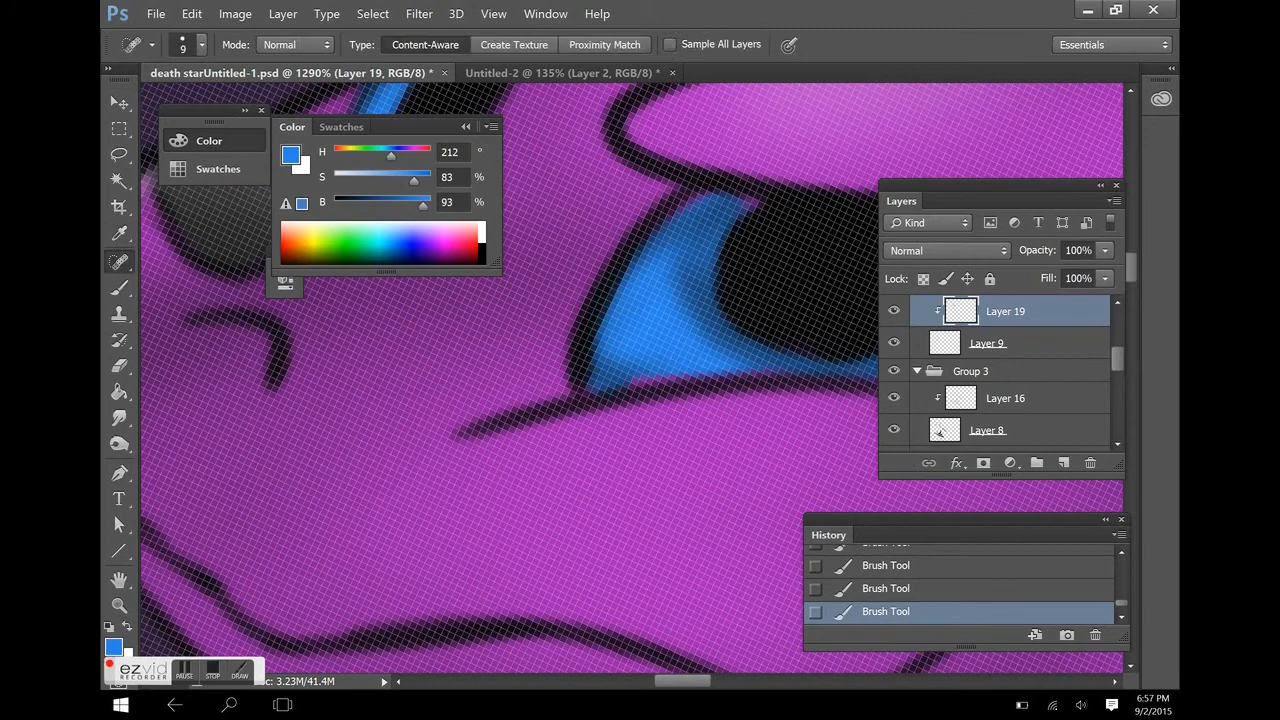 Ps File Edit Image Layer Type Select Filter 3D View Window Help
9 Mode: Normal Type: Content-Aware Create Texture Proximity Match Sample All Layers Essentials
death starUntitled-1.psd @ 1290% (Layer 19, RGB/8) * × Untitled-2 @ 135% (Layer 2, RGB/8) * ×
Color
Swatches
Color Swatches
H 212 °
S 83 %
B 93 %
Layers
Kind
Normal Opacity: 100%
Lock: Fill: 100%
Layer 19
Layer 9
Group 3
Layer 16
Layer 8
History
Brush Tool
Brush Tool
Brush Tool
ezvid
RECORDER
PAUSE STOP DRAW
c: 3.23M/41.4M
6:57 PM
9/2/2015